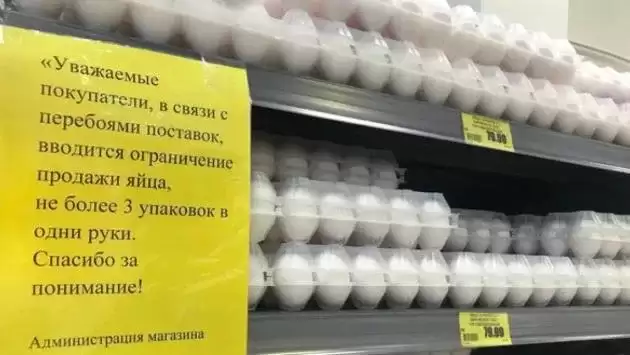 «Уважаемые
покупатели, в связи с
перебоями поставок,
вводится ограничение
продажи яйца,
не более 3 упаковок в
одни руки.
Спасибо за
понимание!
Администрация магазина
79.90
79.90